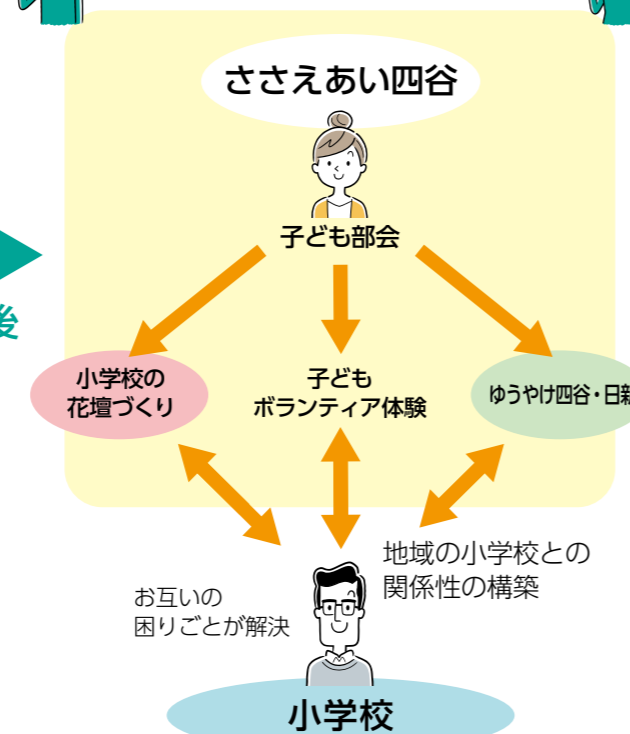 ささえあい四谷
子ども部会
後
小学校の
花壇づくり
子ども
ボランティア体験
ゆうやけ四谷・日新
地域の小学校との
関係性の構築
お互いの
困りごとが解決
小学校